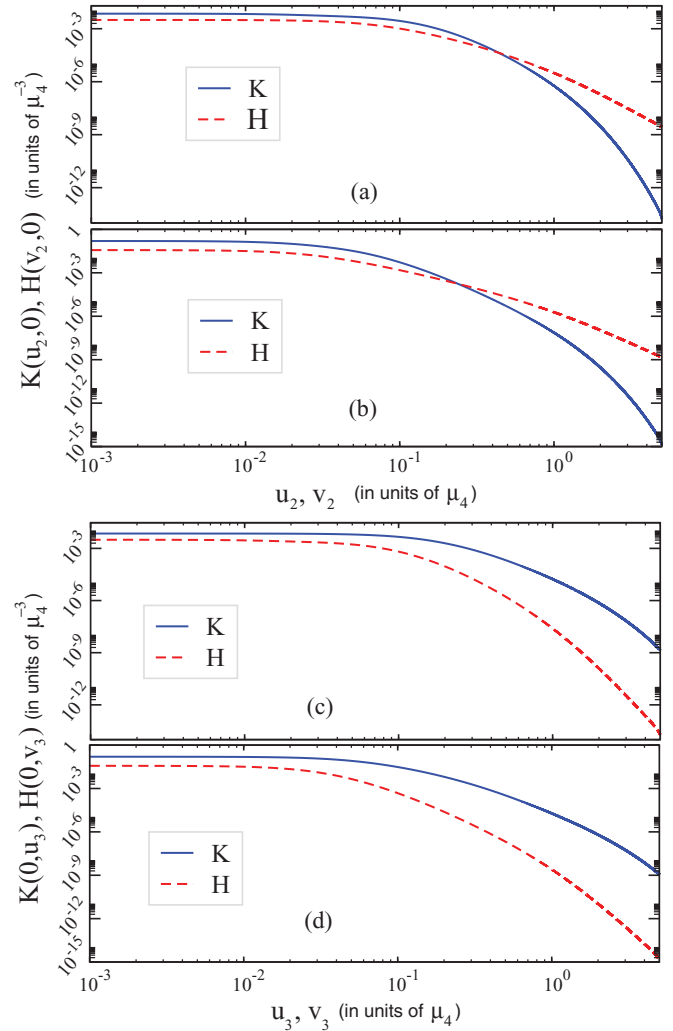 K(u₂,0), H(v₂,0) (in units of μ₄⁻³)
10⁻³
10⁻⁶
10⁻⁹
10⁻¹²
K
H
(a)
1
10⁻³
10⁻⁶
10⁻⁹
10⁻¹²
10⁻¹⁵
K
H
(b)
10⁻³ 10⁻² 10⁻¹ 10⁰
u₂, v₂ (in units of μ₄)
K(0,u₃), H(0,v₃) (in units of μ₄⁻³)
10⁻³
10⁻⁶
10⁻⁹
10⁻¹²
K
H
(c)
1
10⁻³
10⁻⁶
10⁻⁹
10⁻¹²
10⁻¹⁵
K
H
(d)
10⁻³ 10⁻² 10⁻¹ 10⁰
u₃, v₃ (in units of μ₄)